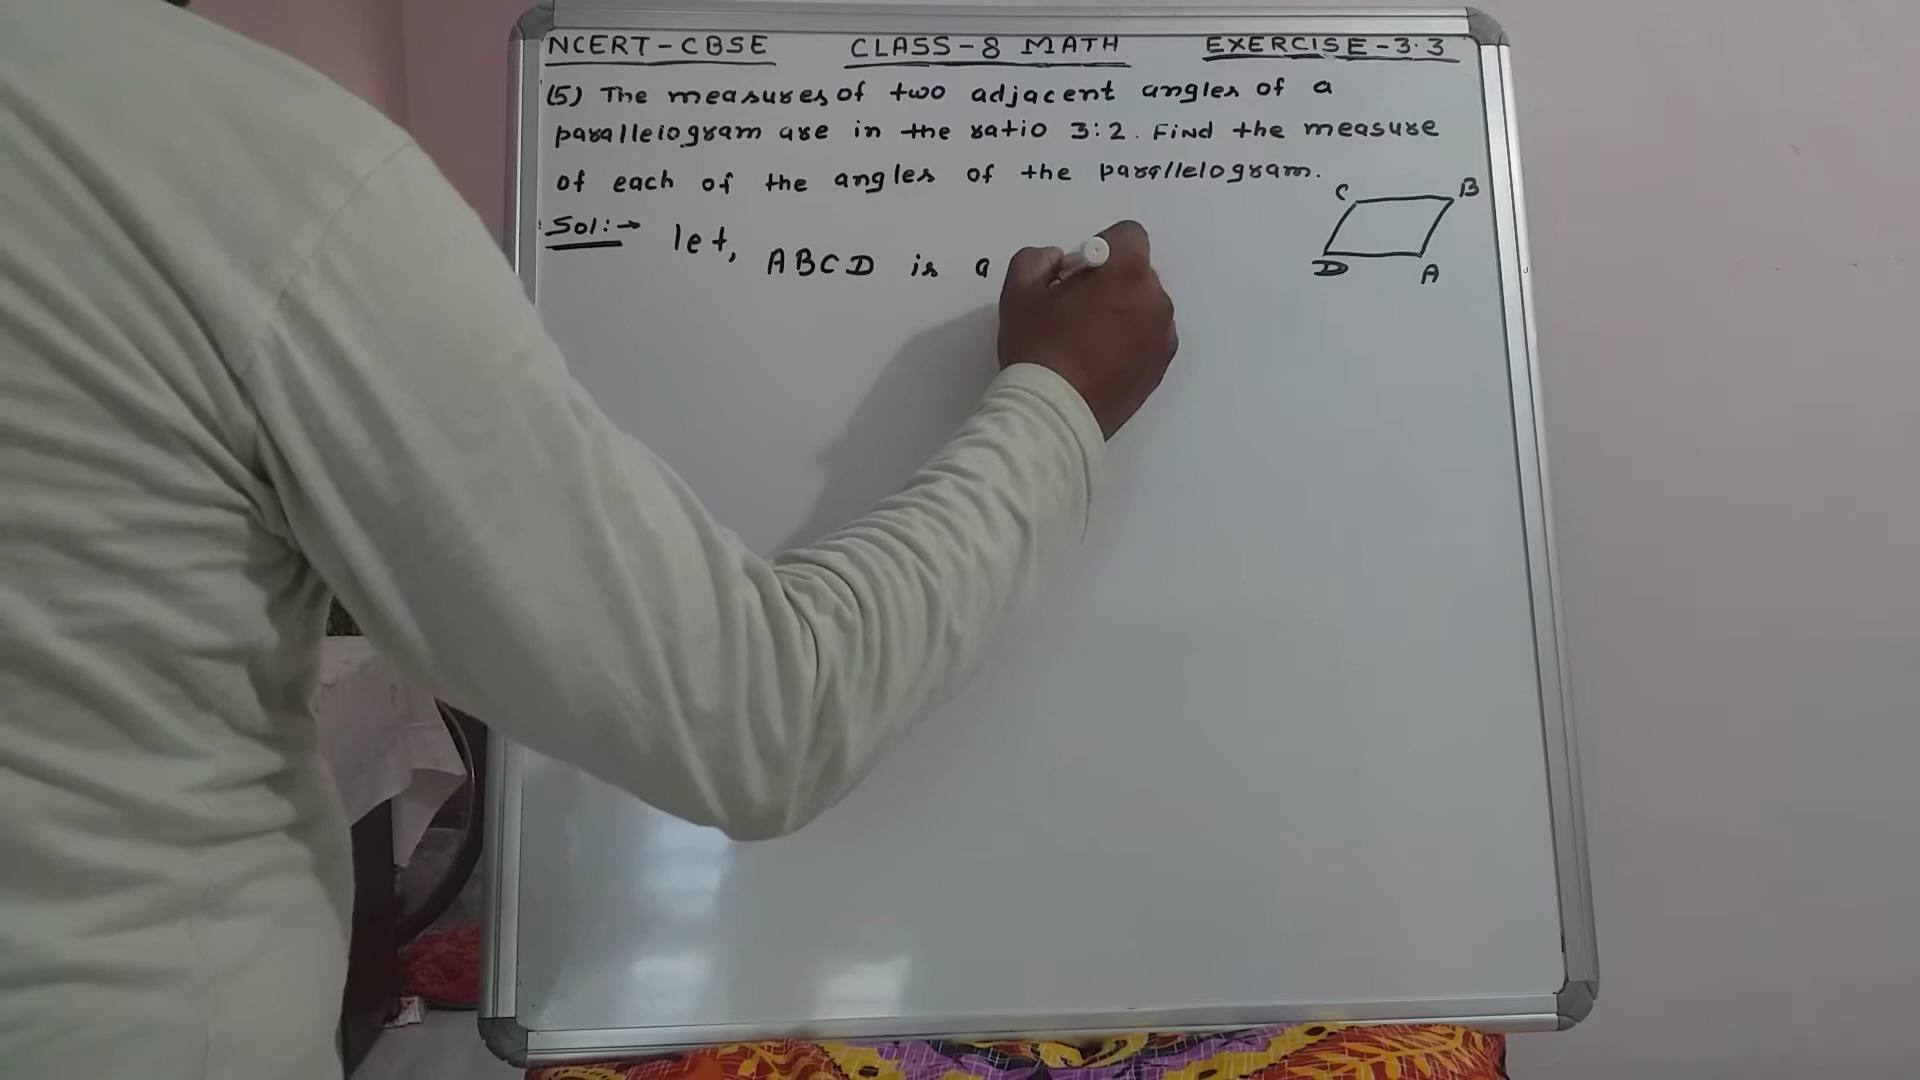 NCERT-CBSE CLASS-8 MATH EXERCISE-3.3
(5) The measures of two adjacent angles of a
parallelogram are in the ratio 3:2. Find the measure
of each of the angles of the parallelogram.
C B
Sol:→ let, ABCD is a
D A